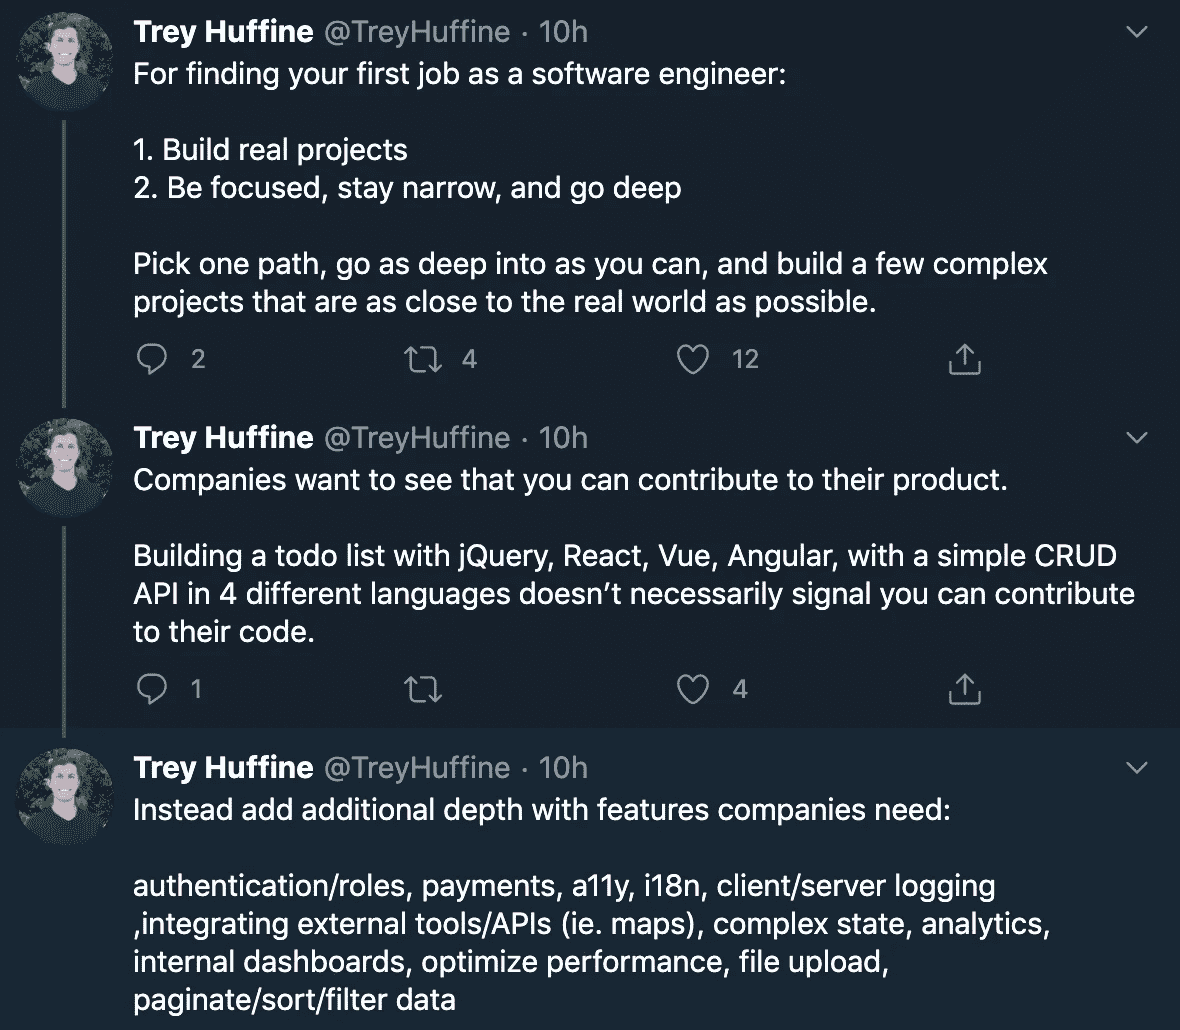 Trey Huffine @TreyHuffine · 10h
For finding your first job as a software engineer:
1. Build real projects
2. Be focused, stay narrow, and go deep
Pick one path, go as deep into as you can, and build a few complex
projects that are as close to the real world as possible.
2 4 12
Trey Huffine @TreyHuffine · 10h
Companies want to see that you can contribute to their product.
Building a todo list with jQuery, React, Vue, Angular, with a simple CRUD
API in 4 different languages doesn’t necessarily signal you can contribute
to their code.
1 4
Trey Huffine @TreyHuffine · 10h
Instead add additional depth with features companies need:
authentication/roles, payments, a11y, i18n, client/server logging
,integrating external tools/APIs (ie. maps), complex state, analytics,
internal dashboards, optimize performance, file upload,
paginate/sort/filter data